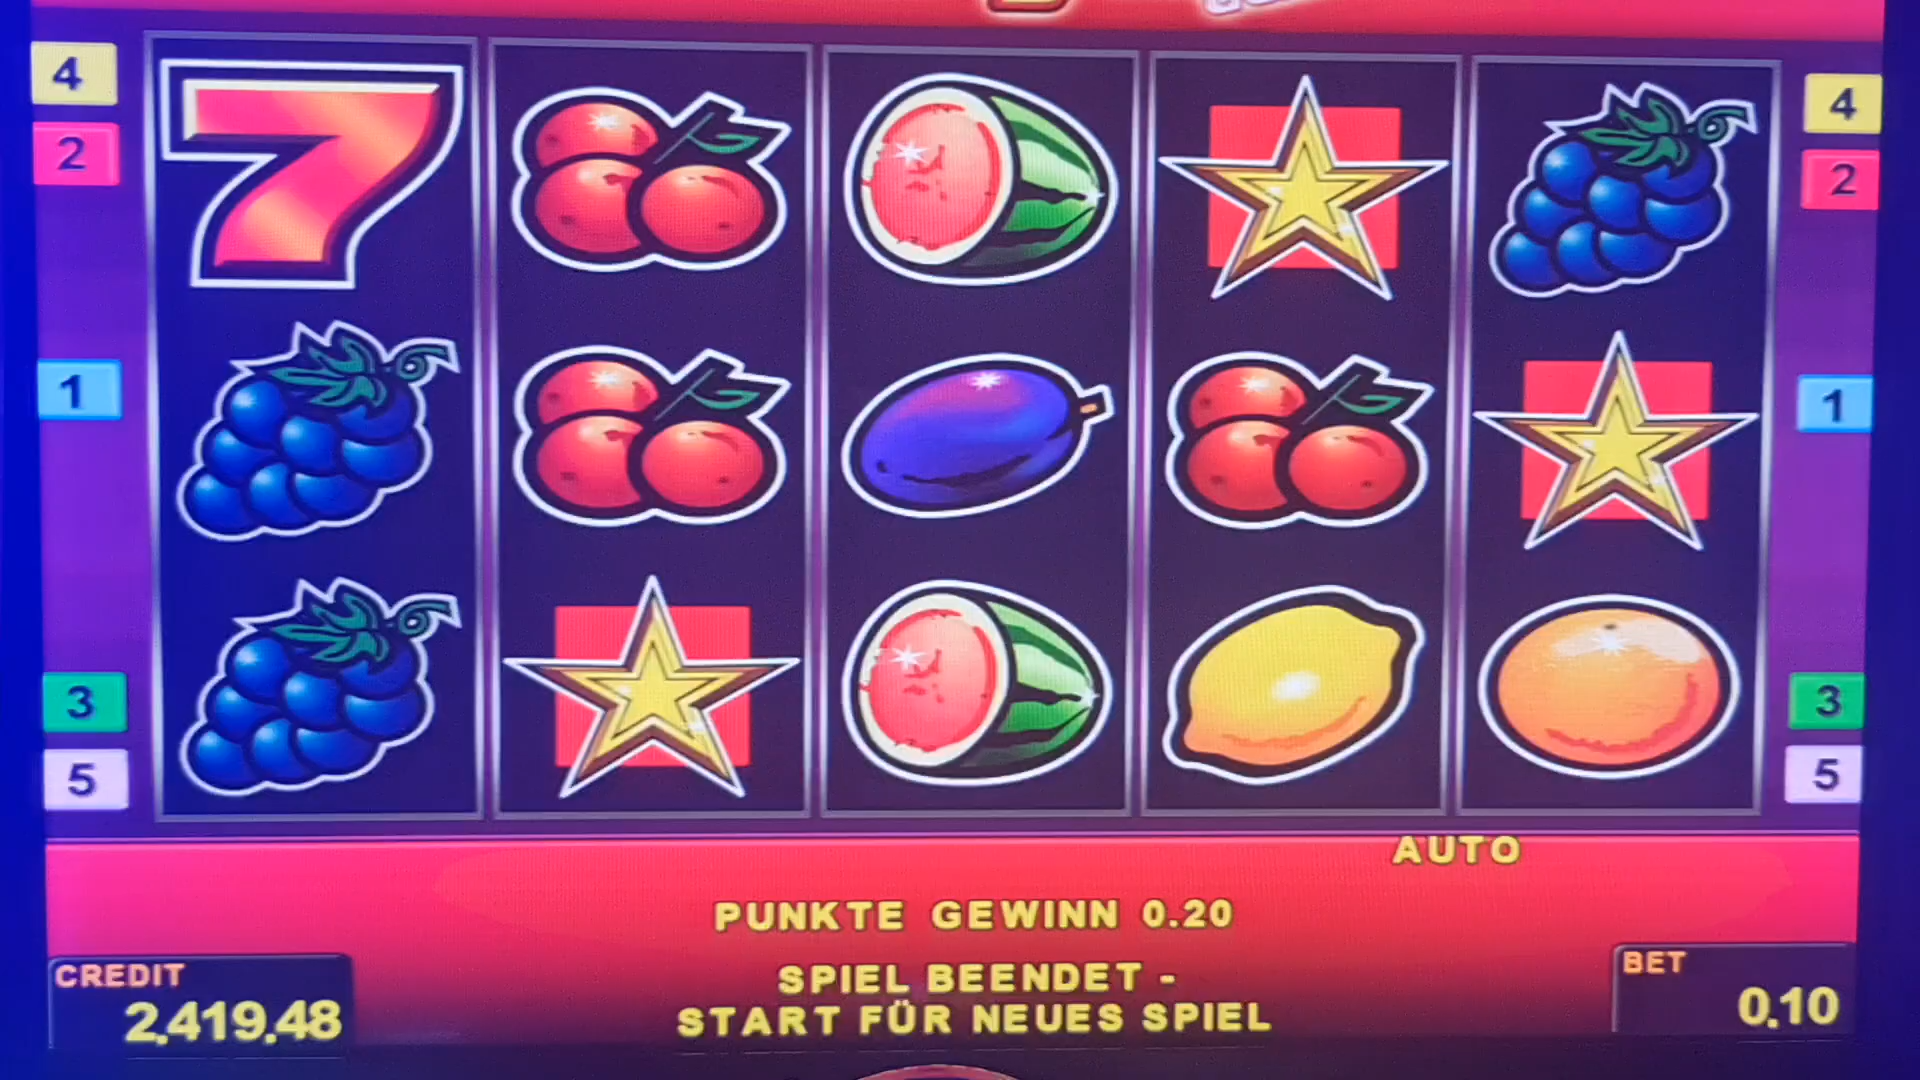 4 4
2 2
1 1
3 3
5 5
AUTO
PUNKTE GEWINN 0.20
CREDIT
2,419.48
SPIEL BEENDET -
START FÜR NEUES SPIEL
BET
0.10